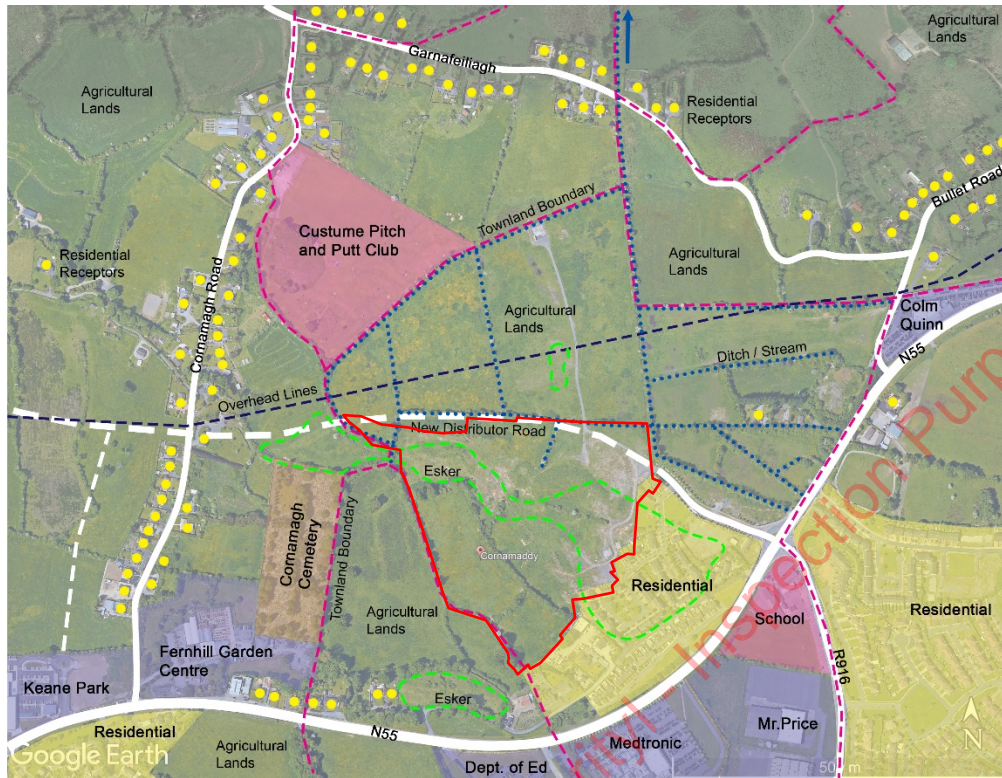 Agricultural
Lands
Garnafeiliagh
Agricultural
Lands
Residential
Receptors
Bullet Road
Townland Boundary
Custume Pitch
and Putt Club
Residential
Receptors
Cornamagh Road
Agricultural
Lands
Agricultural
Lands
Colm
Quinn
N55
Ditch / Stream
Overhead Lines
New Distributor Road
Esker
Cornamagh
Cemetery
Townland Boundary
Cornamaddy
Residential
Agricultural
Lands
School
Residential
R916
Fernhill Garden
Centre
Keane Park
Esker
N55
Residential
Agricultural
Lands
Mr.Price
Medtronic
Dept. of Ed
Google Earth
N
Inspection Purp